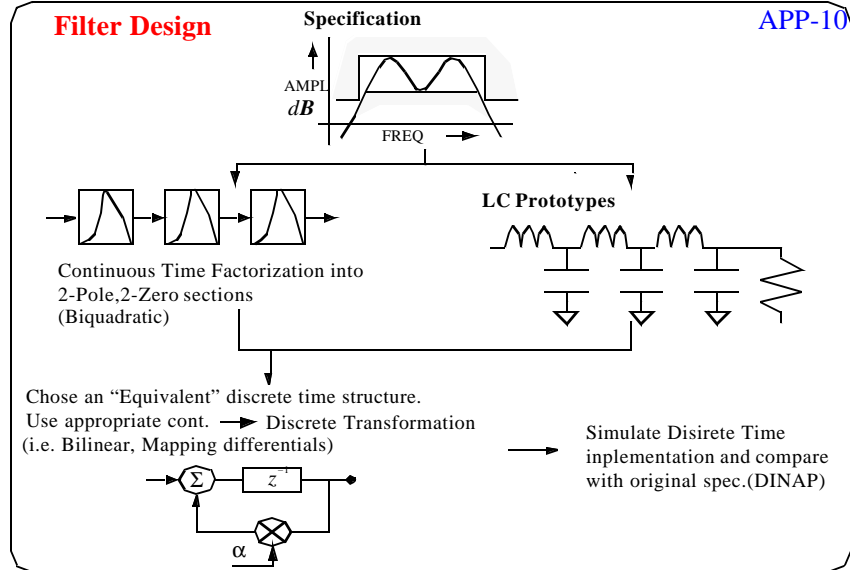 Filter Design
Specification
APP-10
AMPL
dB
FREQ
LC Prototypes
Continuous Time Factorization into
2-Pole,2-Zero sections
(Biquadratic)
Chose an “Equivalent” discrete time structure.
Use appropriate cont. Discrete Transformation
(i.e. Bilinear, Mapping differentials)
Simulate Disirete Time
inplementation and compare
with original spec.(DINAP)
Σ
z⁻¹
α